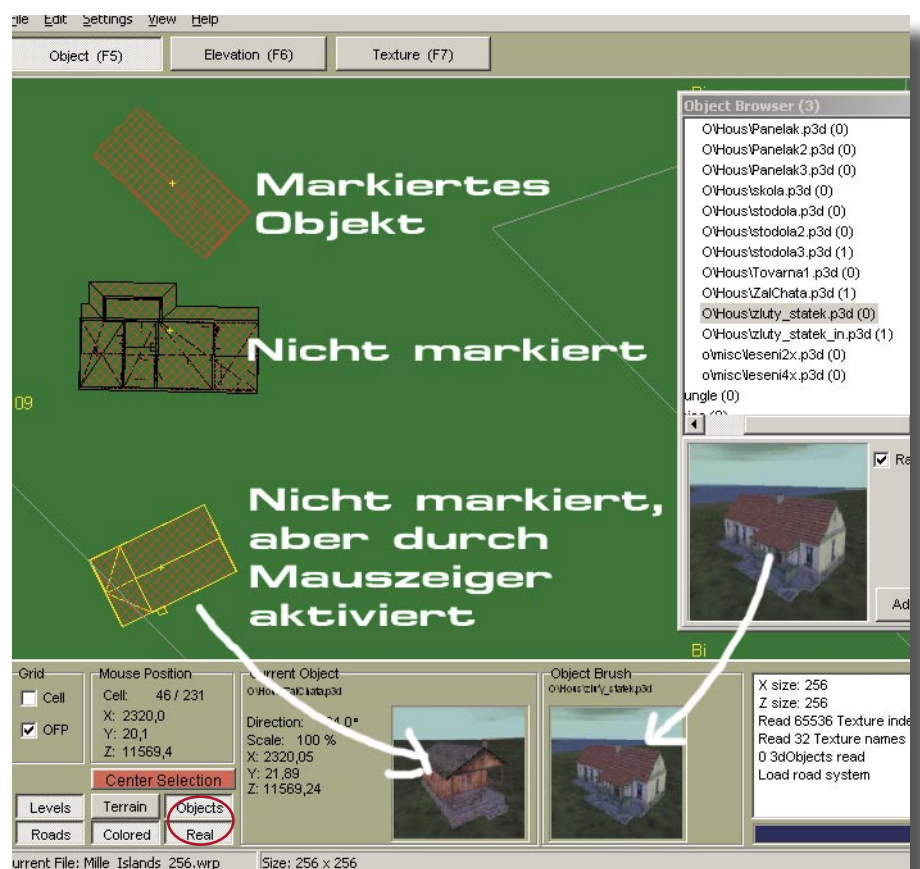 File Edit Settings View Help
Object (F5) Elevation (F6) Texture (F7)
Bi
Object Browser (3)
O\Hous\Panelak.p3d (0)
O\Hous\Panelak2.p3d (0)
O\Hous\Panelak3.p3d (0)
O\Hous\skola.p3d (0)
O\Hous\stodola.p3d (0)
O\Hous\stodola2.p3d (0)
O\Hous\stodola3.p3d (1)
O\Hous\Tovarna1.p3d (0)
O\Hous\ZalChata.p3d (1)
O\Hous\zluty_statek.p3d (0)
O\Hous\zluty_statek_in.p3d (1)
o\misc\leseni2x.p3d (0)
o\misc\leseni4x.p3d (0)
ungle (0)
Ra
Ad
Markiertes
Objekt
Nicht markiert
09
Nicht markiert,
aber durch
Mauszeiger
aktiviert
Bi
Grid
Cell
OFP
Mouse Position
Cell: 46 / 231
X: 2320,0
Y: 20,1
Z: 11569,4
Center Selection
Levels Terrain Objects
Roads Colored Real
Current Object
Direction:
Scale: 100 %
X: 2320,05
Y: 21,89
Z: 11569,24
Object Brush
O\Hous\zluty_statek.p3d
X size: 256
Z size: 256
Read 65536 Texture inde
Read 32 Texture names
0 3dObjects read
Load road system
urrent File: Mille_Islands_256.wrp Size: 256 x 256